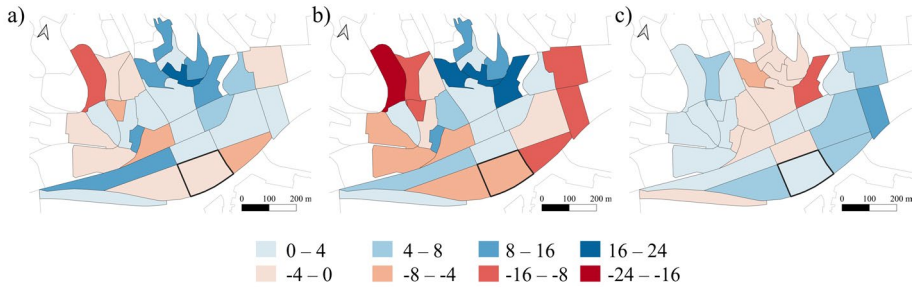 a) b) c)
0 100 200 m 0 100 200 m 0 100 200 m
0 – 4 4 – 8 8 – 16 16 – 24
-4 – 0 -8 – -4 -16 – -8 -24 – -16